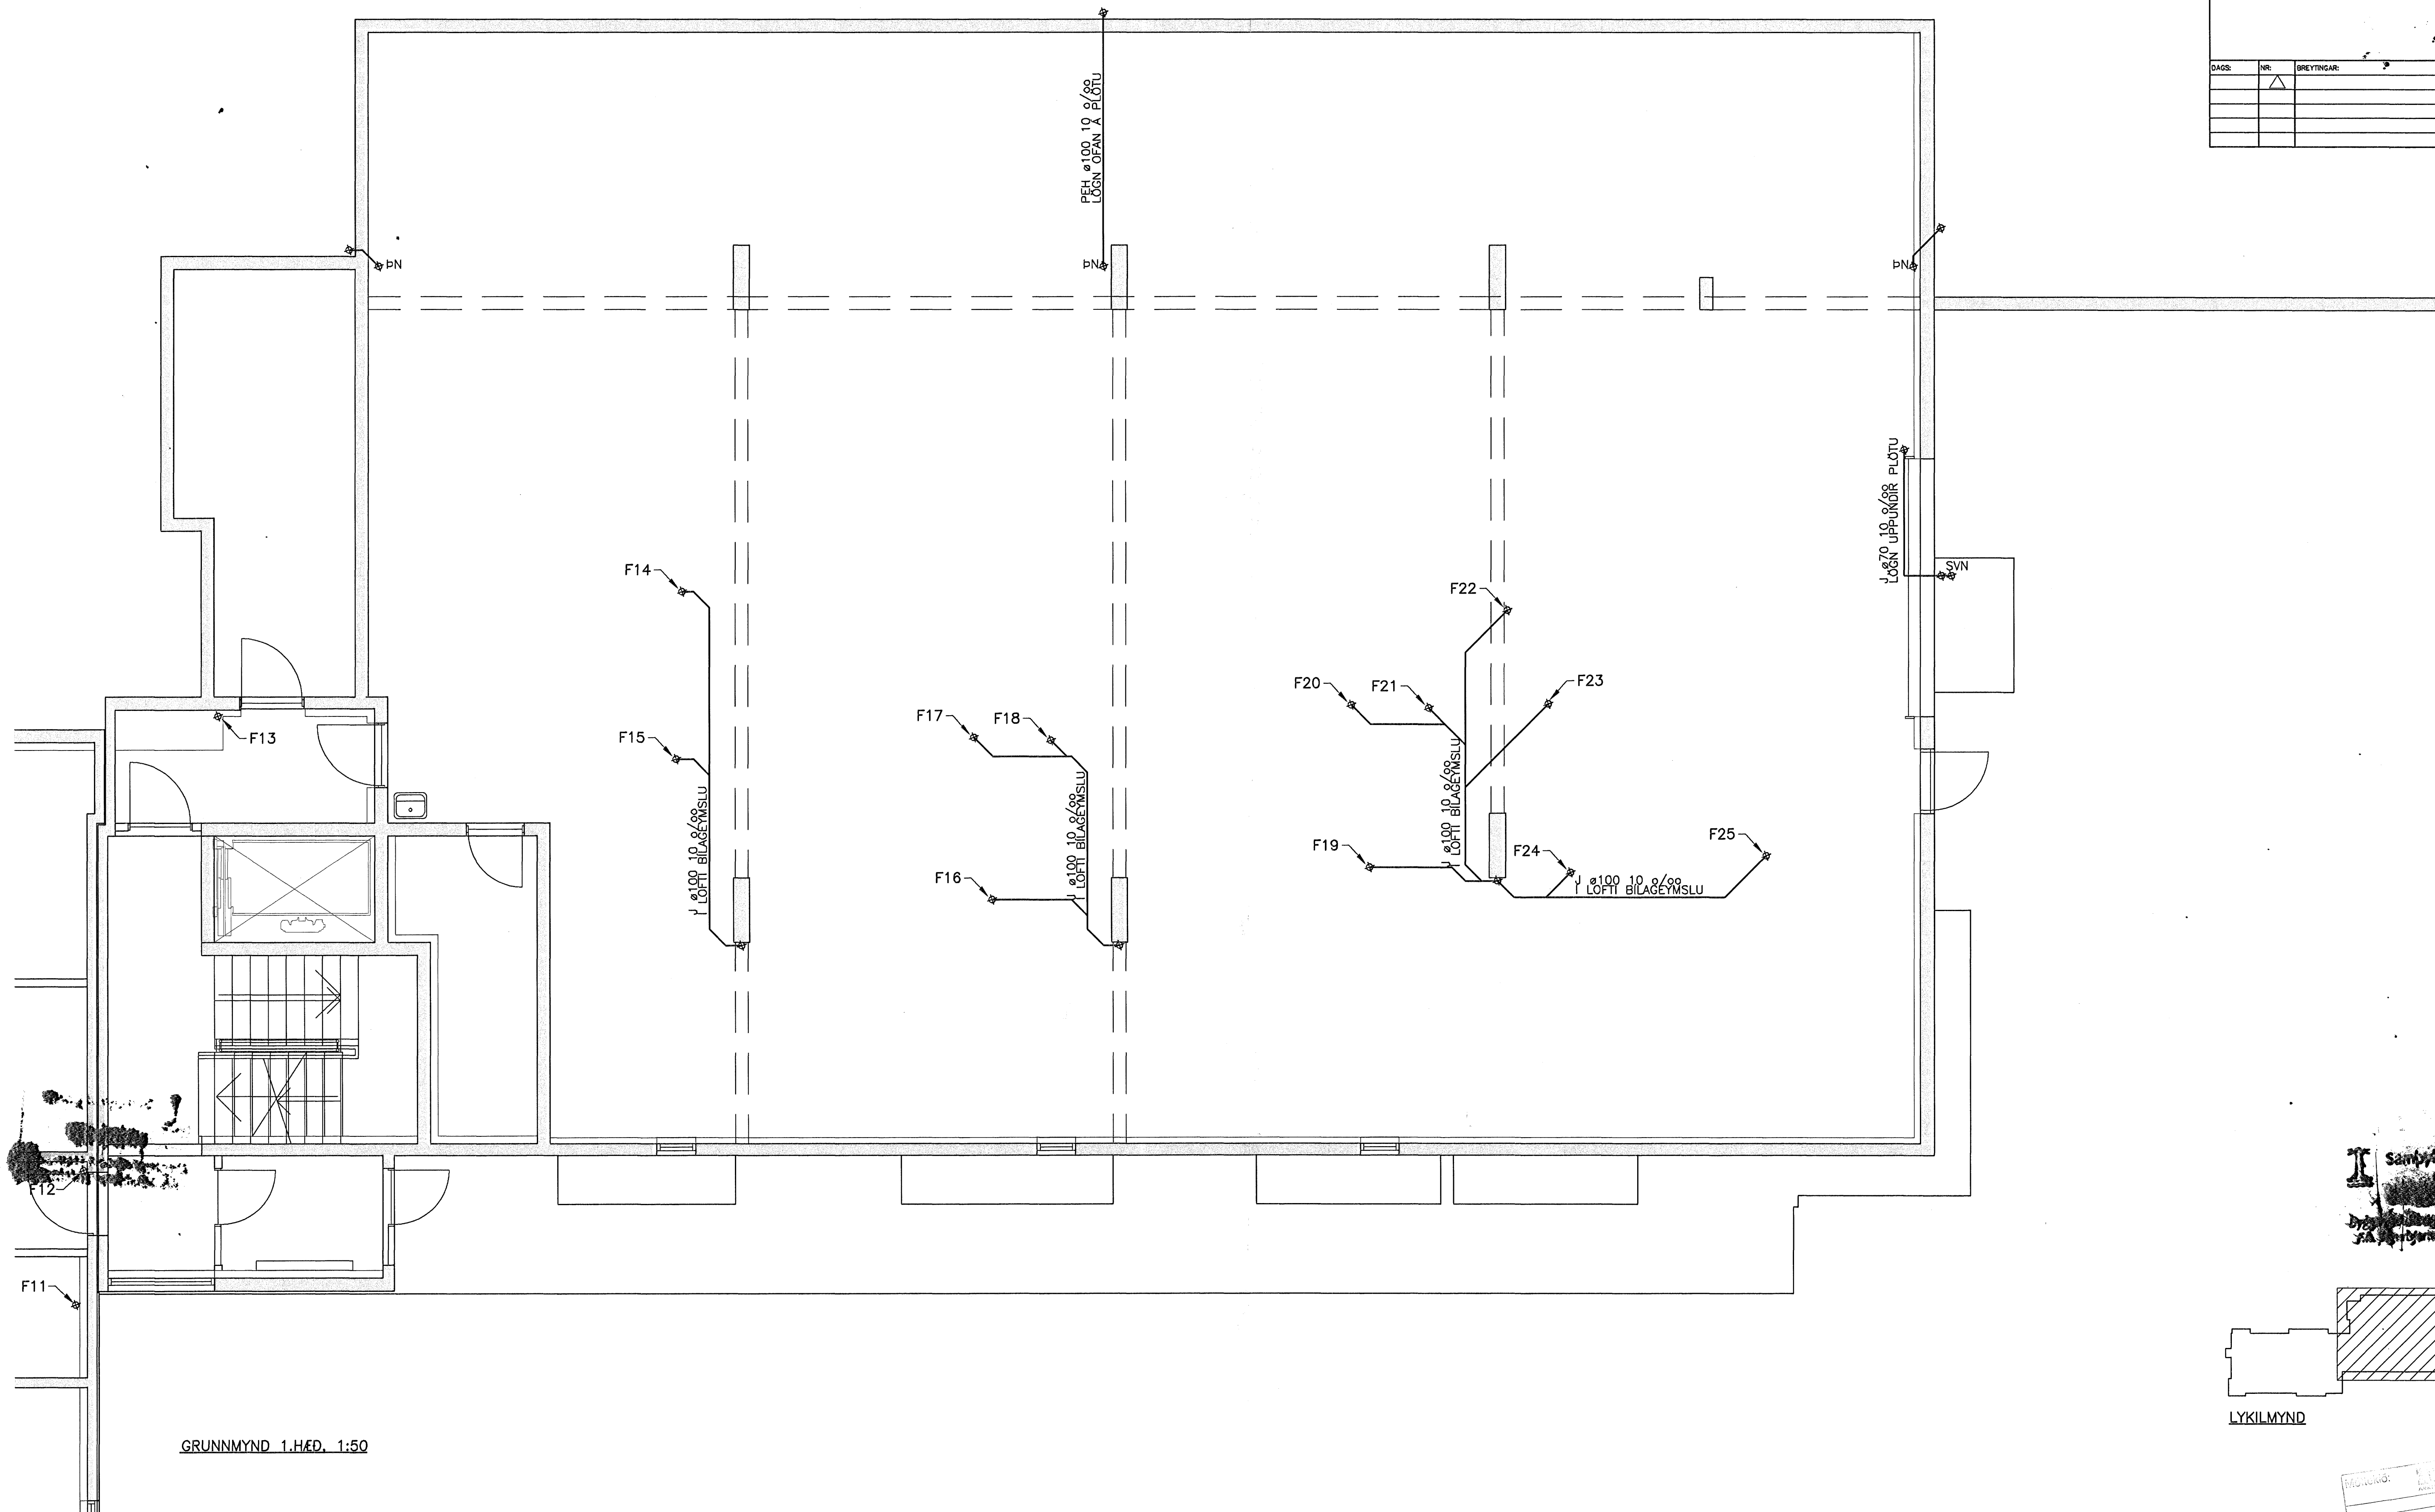 DAGS:
NR:
BREYTINGAR:
PEH ø100 10 o/oo
LÖGN OFAN Á PLÖTU
ÞN
ÞN
ÞN
J ø70 10 o/oo
LÖGN UPPUNDIR PLÖTU
SVN
F14
F22
F20
F21
F23
F17
F18
F13
F15
J ø100 10 o/oo
Í LOFTI BÍLAGEYMSLU
J ø100 10 o/oo
Í LOFTI BÍLAGEYMSLU
J ø100 10 o/oo
Í LOFTI BÍLAGEYMSLU
F19
F24
F25
F16
J ø100 10 o/oo
Í LOFTI BÍLAGEYMSLU
F12
F11
LYKILMYND
GRUNNMYND 1.HÆÐ, 1:50